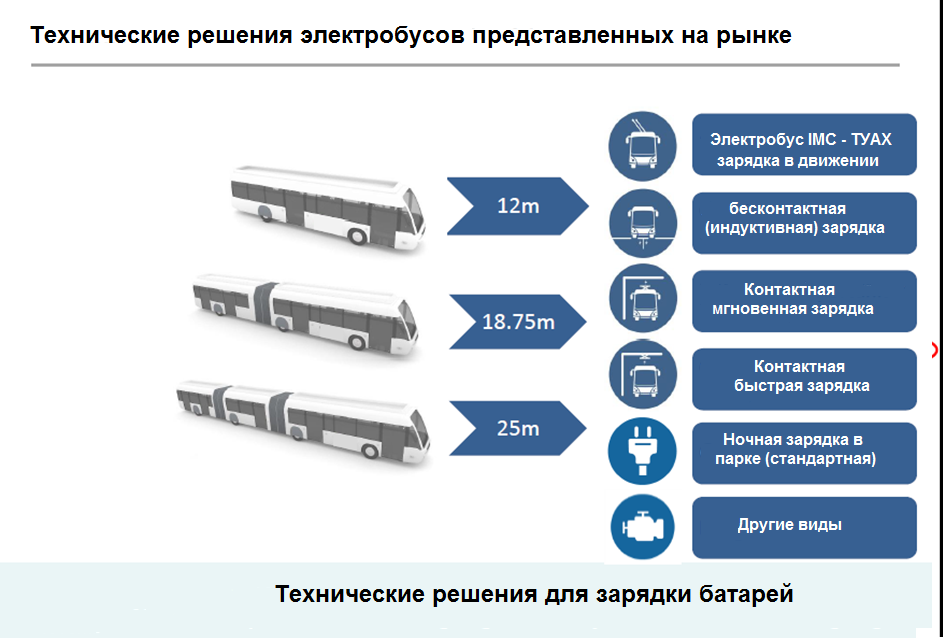 Технические решения электробусов представленных на рынке
12m
18.75m
25m
Электробус IMC - ТУАХ
зарядка в движении
бесконтактная
(индуктивная) зарядка
Контактная
мгновенная зарядка
Контактная
быстрая зарядка
Ночная зарядка в
парке (стандартная)
Другие виды
Технические решения для зарядки батарей